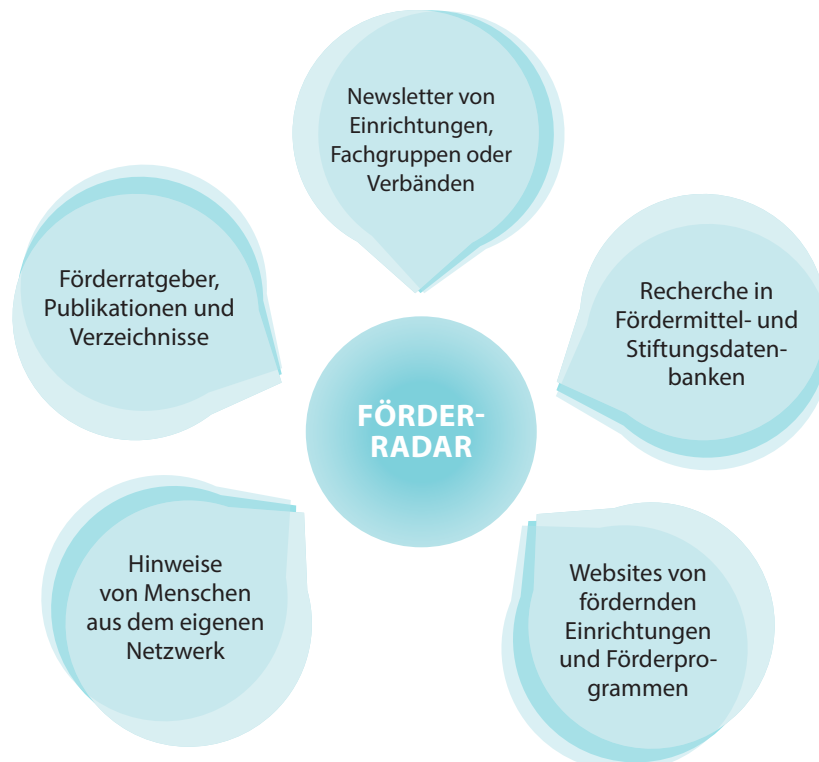 Newsletter von
Einrichtungen,
Fachgruppen oder
Verbänden
Förderratgeber,
Publikationen und
Verzeichnisse
Recherche in
Fördermittel- und
Stiftungsdaten-
banken
FÖRDER-
RADAR
Hinweise
von Menschen
aus dem eigenen
Netzwerk
Websites von
fördernden
Einrichtungen
und Förderpro-
grammen